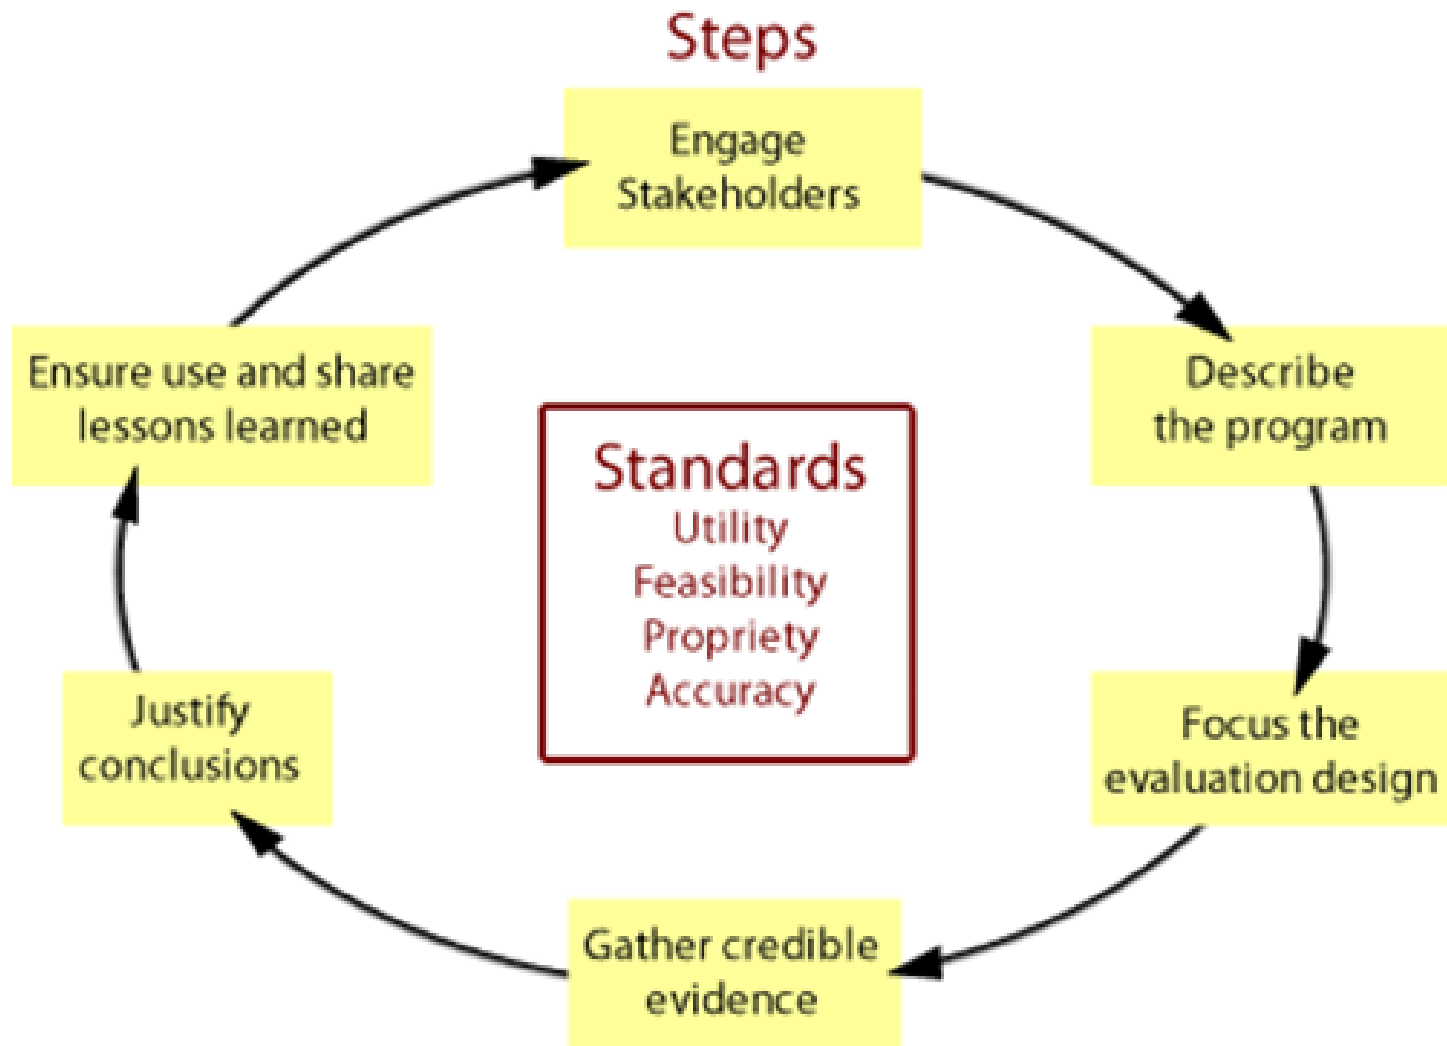 Steps
Engage
Stakeholders
Describe
the program
Focus the
evaluation design
Gather credible
evidence
Justify
conclusions
Ensure use and share
lessons learned
Standards
Utility
Feasibility
Propriety
Accuracy